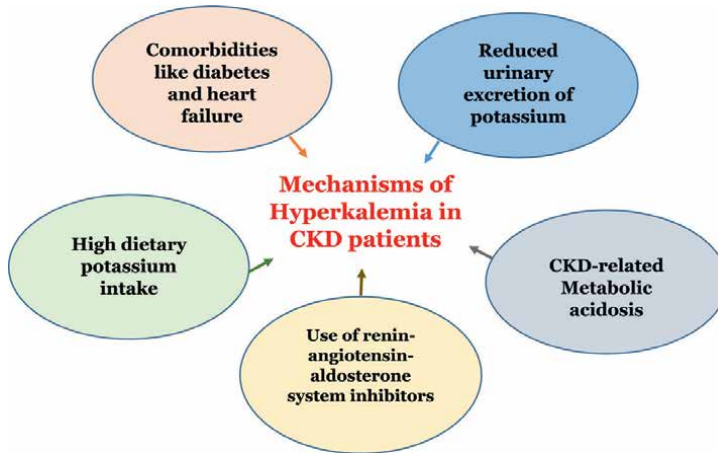 Comorbidities
like diabetes
and heart
failure
Reduced
urinary
excretion of
potassium
Mechanisms of
Hyperkalemia in
CKD patients
High dietary
potassium
intake
CKD-related
Metabolic
acidosis
Use of renin-
angiotensin-
aldosterone
system inhibitors